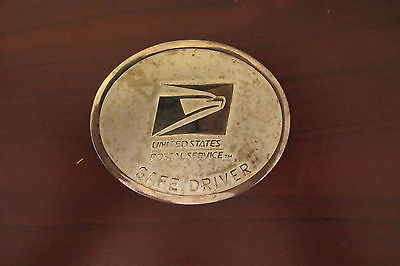 UNITED STATES
POSTAL SERVICE™
SAFE DRIVER